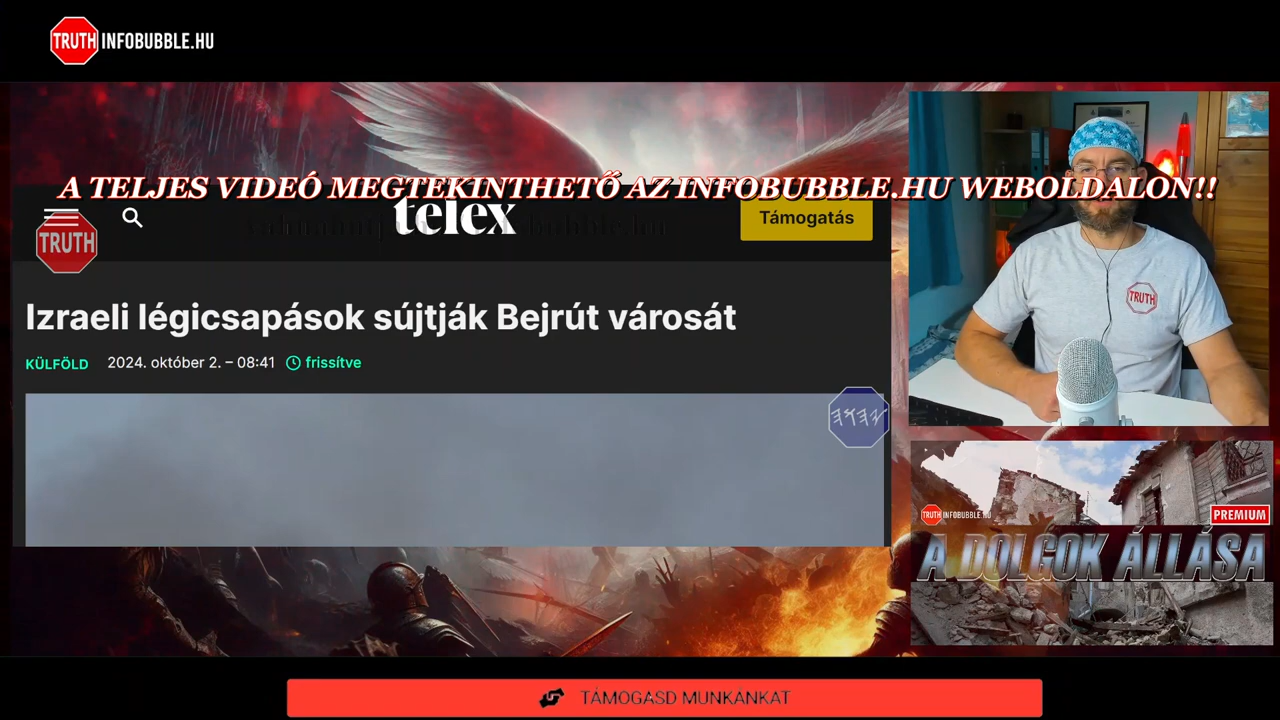 TRUTH INFOBUBBLE.HU
A TELJES VIDEÓ MEGTEKINTHETŐ AZ INFOBUBBLE.HU WEBOLDALON!!
TRUTH
telex
Támogatás
Izraeli légicsapások sújtják Bejrút városát
KÜLFÖLD 2024. október 2. – 08:41 frissítve
TRUTH
𐤉𐤄𐤅𐤄
TRUTH INFOBUBBLE.HU
PREMIUM
A DOLGOK ÁLLÁSA
TÁMOGASD MUNKANKAT